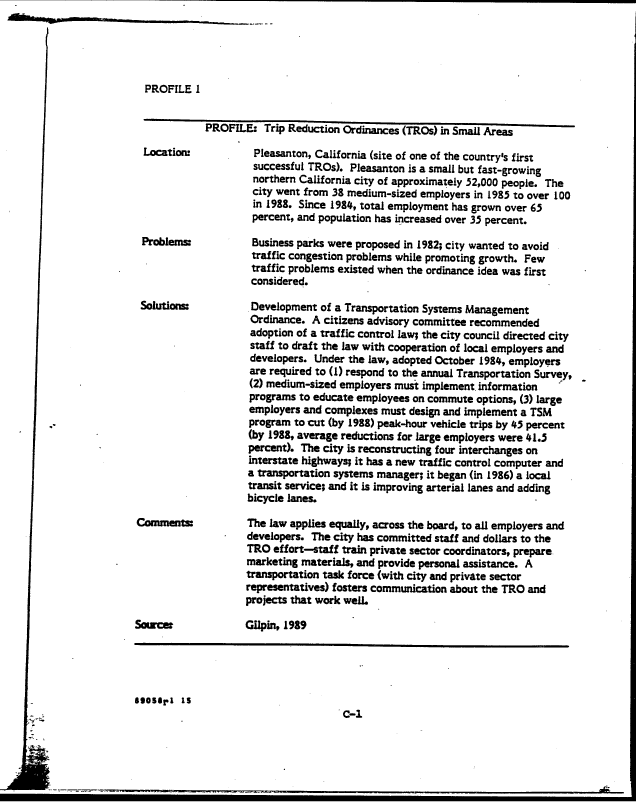 PROFILE 1
PROFILE: Trip Reduction Ordinances (TROs) in Small Areas
Location: Pleasanton, California (site of one of the country's first
successful TROs). Pleasanton is a small but fast-growing
northern California city of approximately 52,000 people. The
city went from 38 medium-sized employers in 1985 to over 100
in 1988. Since 1984, total employment has grown over 65
percent, and population has increased over 35 percent.
Problems: Business parks were proposed in 1982; city wanted to avoid
traffic congestion problems while promoting growth. Few
traffic problems existed when the ordinance idea was first
considered.
Solutions: Development of a Transportation Systems Management
Ordinance. A citizens advisory committee recommended
adoption of a traffic control law; the city council directed city
staff to draft the law with cooperation of local employers and
developers. Under the law, adopted October 1984, employers
are required to (1) respond to the annual Transportation Survey,
(2) medium-sized employers must implement information
programs to educate employees on commute options, (3) large
employers and complexes must design and implement a TSM
program to cut (by 1988) peak-hour vehicle trips by 45 percent
(by 1988, average reductions for large employers were 41.5
percent). The city is reconstructing four interchanges on
interstate highways; it has a new traffic control computer and
a transportation systems manager; it began (in 1986) a local
transit service; and it is improving arterial lanes and adding
bicycle lanes.
Comments: The law applies equally, across the board, to all employers and
developers. The city has committed staff and dollars to the
TRO effort—staff train private sector coordinators, prepare
marketing materials, and provide personal assistance. A
transportation task force (with city and private sector
representatives) fosters communication about the TRO and
projects that work well.
Source: Gilpin, 1989
89058r1 15
C-1